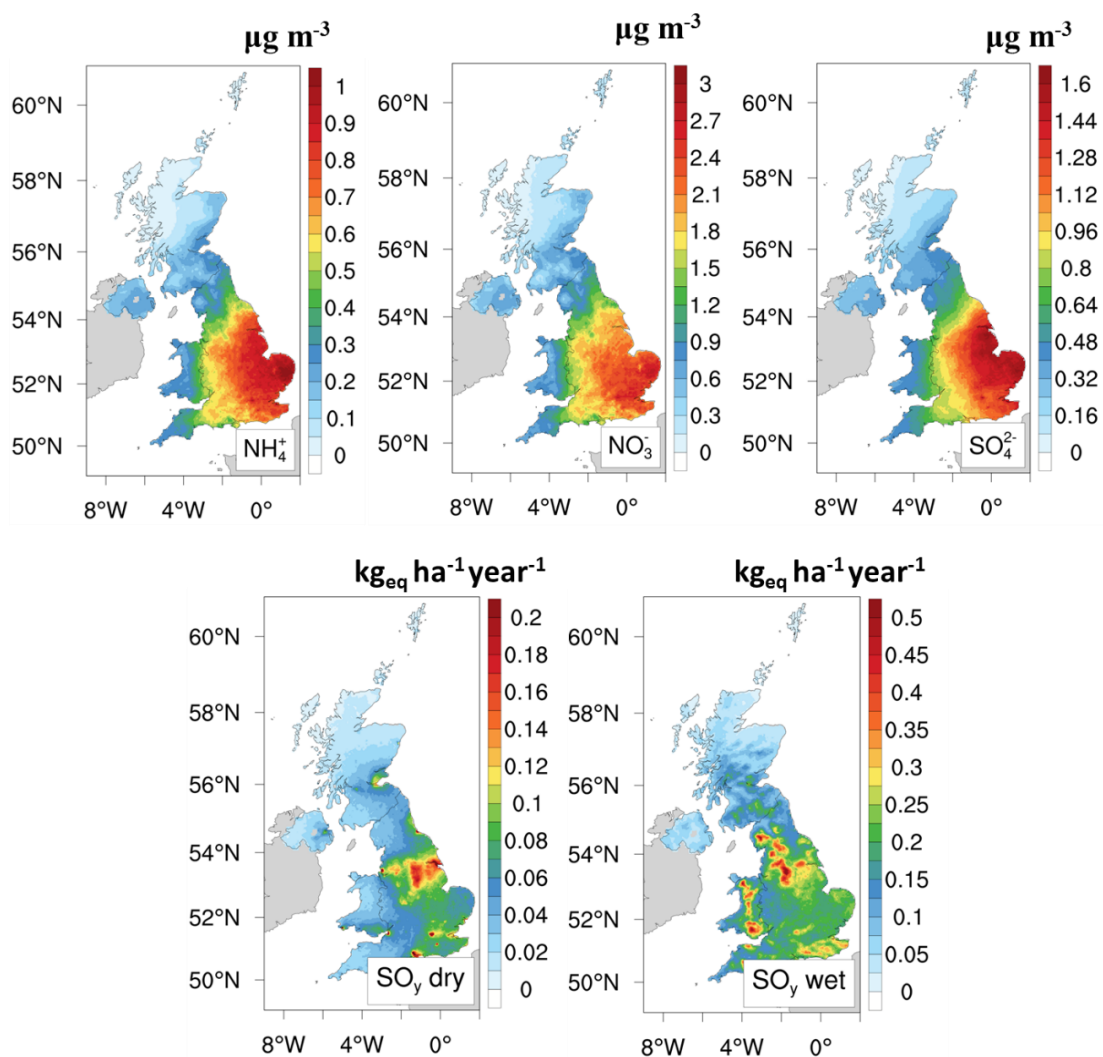 µg m⁻³
µg m⁻³
µg m⁻³
60°N
58°N
56°N
54°N
52°N
50°N
8°W 4°W 0°
1
0.9
0.8
0.7
0.6
0.5
0.4
0.3
0.2
0.1
0
NH₄⁺
60°N
58°N
56°N
54°N
52°N
50°N
8°W 4°W 0°
3
2.7
2.4
2.1
1.8
1.5
1.2
0.9
0.6
0.3
0
NO₃⁻
60°N
58°N
56°N
54°N
52°N
50°N
8°W 4°W 0°
1.6
1.44
1.28
1.12
0.96
0.8
0.64
0.48
0.32
0.16
0
SO₄²⁻
kg_eq ha⁻¹ year⁻¹
kg_eq ha⁻¹ year⁻¹
60°N
58°N
56°N
54°N
52°N
50°N
8°W 4°W 0°
0.2
0.18
0.16
0.14
0.12
0.1
0.08
0.06
0.04
0.02
0
SO_y dry
60°N
58°N
56°N
54°N
52°N
50°N
8°W 4°W 0°
0.5
0.45
0.4
0.35
0.3
0.25
0.2
0.15
0.1
0.05
0
SO_y wet